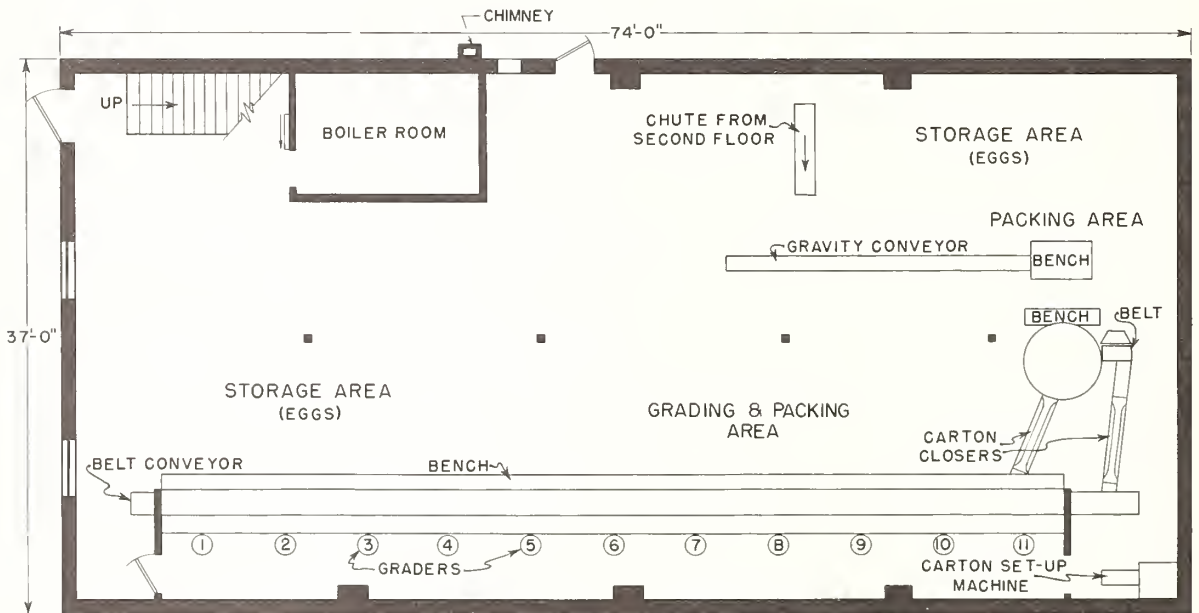 CHIMNEY
74'-0"
UP
BOILER ROOM
CHUTE FROM
SECOND FLOOR
STORAGE AREA
(EGGS)
PACKING AREA
GRAVITY CONVEYOR
BENCH
37'-0"
BENCH
BELT
STORAGE AREA
(EGGS)
GRADING & PACKING
AREA
CARTON
CLOSERS
BELT CONVEYOR
BENCH
1 2 3 4 5 6 7 8 9 10 11
GRADERS
CARTON SET-UP
MACHINE